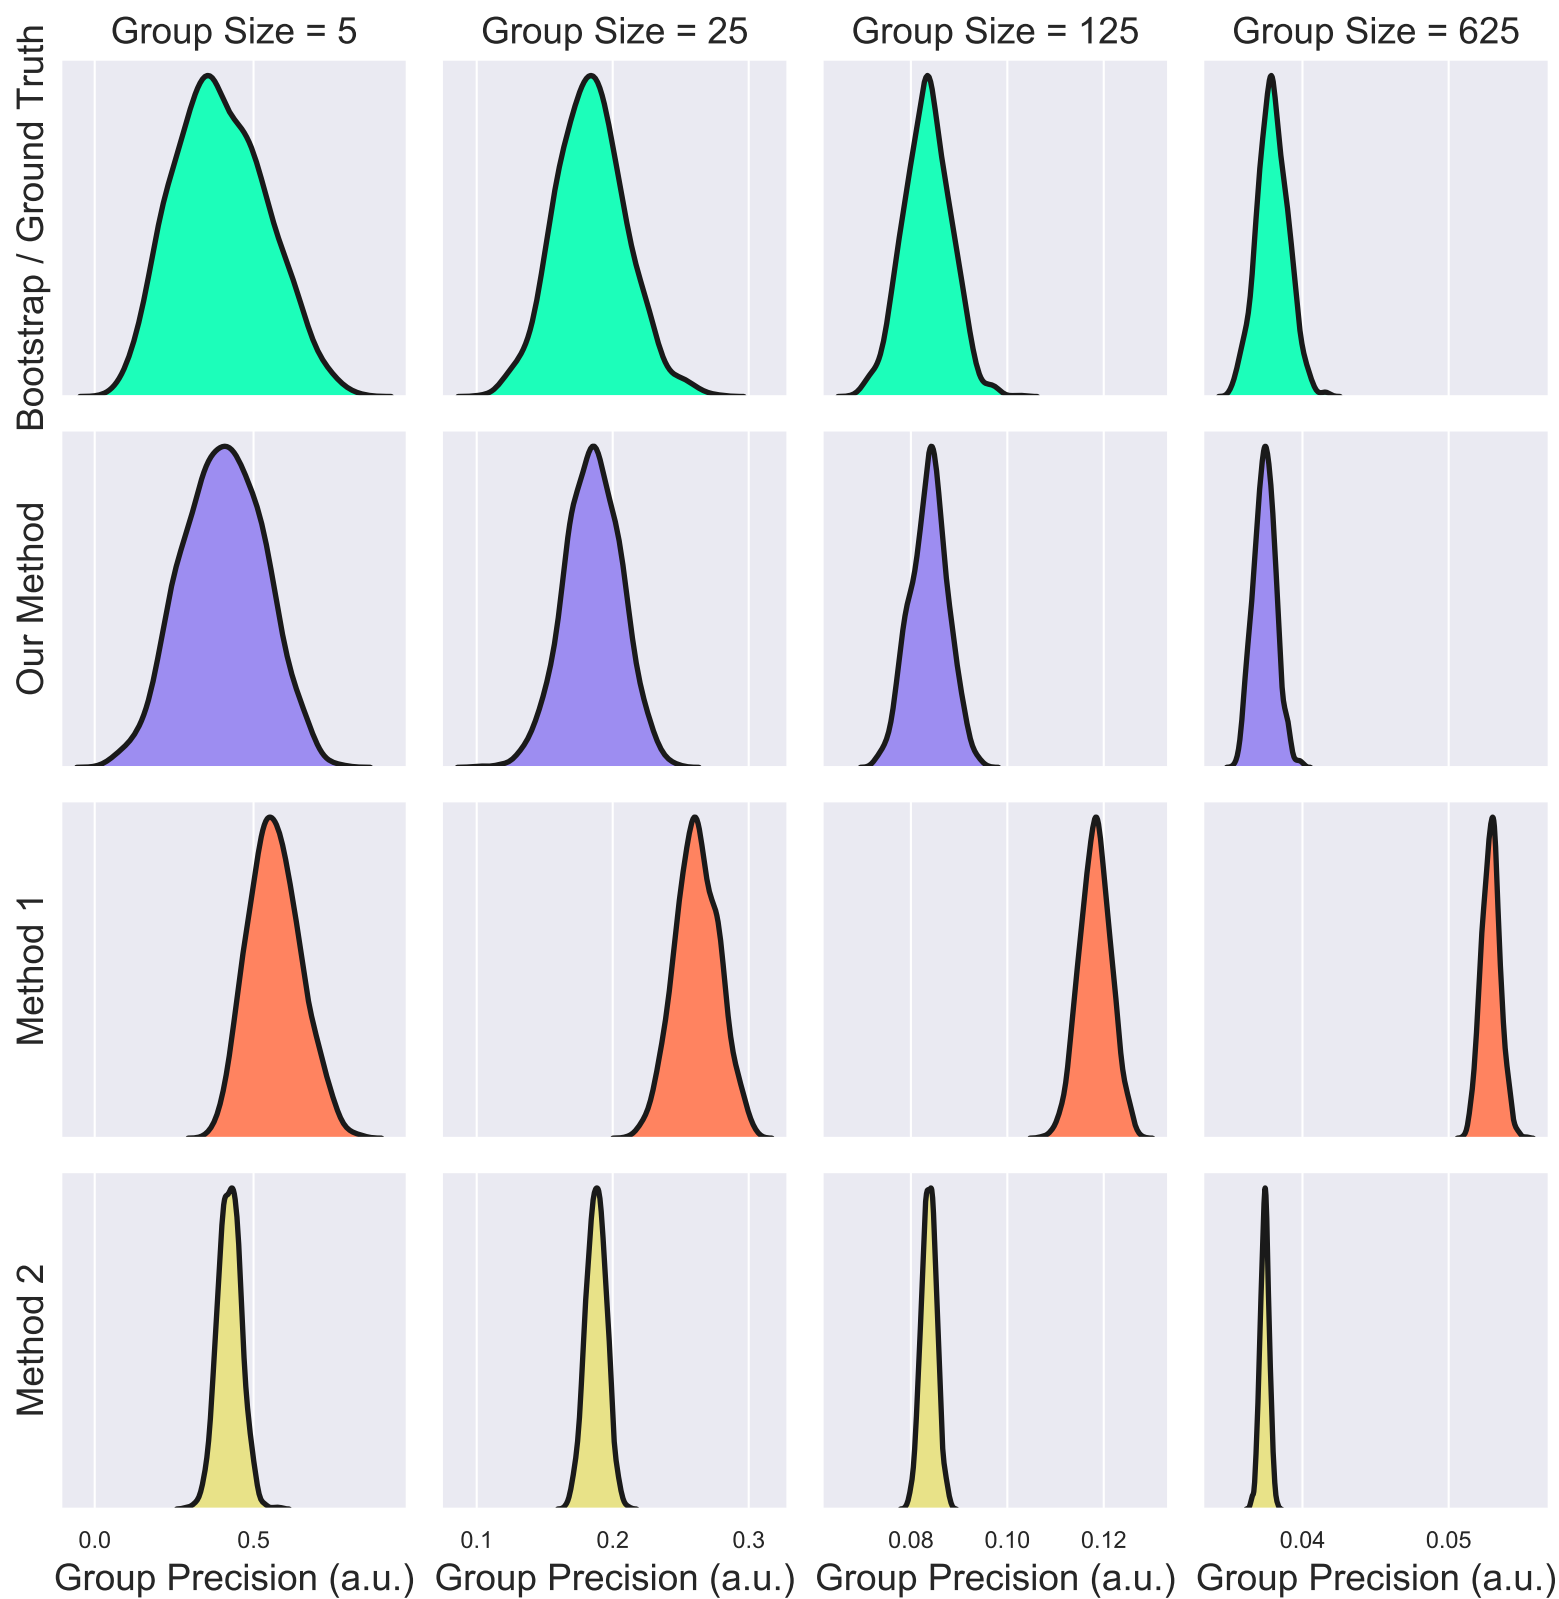 Group Size = 5
Group Size = 25
Group Size = 125
Group Size = 625
Bootstrap / Ground Truth
Our Method
Method 1
Method 2
0.0 0.5
0.1 0.2 0.3
0.08 0.10 0.12
0.04 0.05
Group Precision (a.u.)
Group Precision (a.u.)
Group Precision (a.u.)
Group Precision (a.u.)